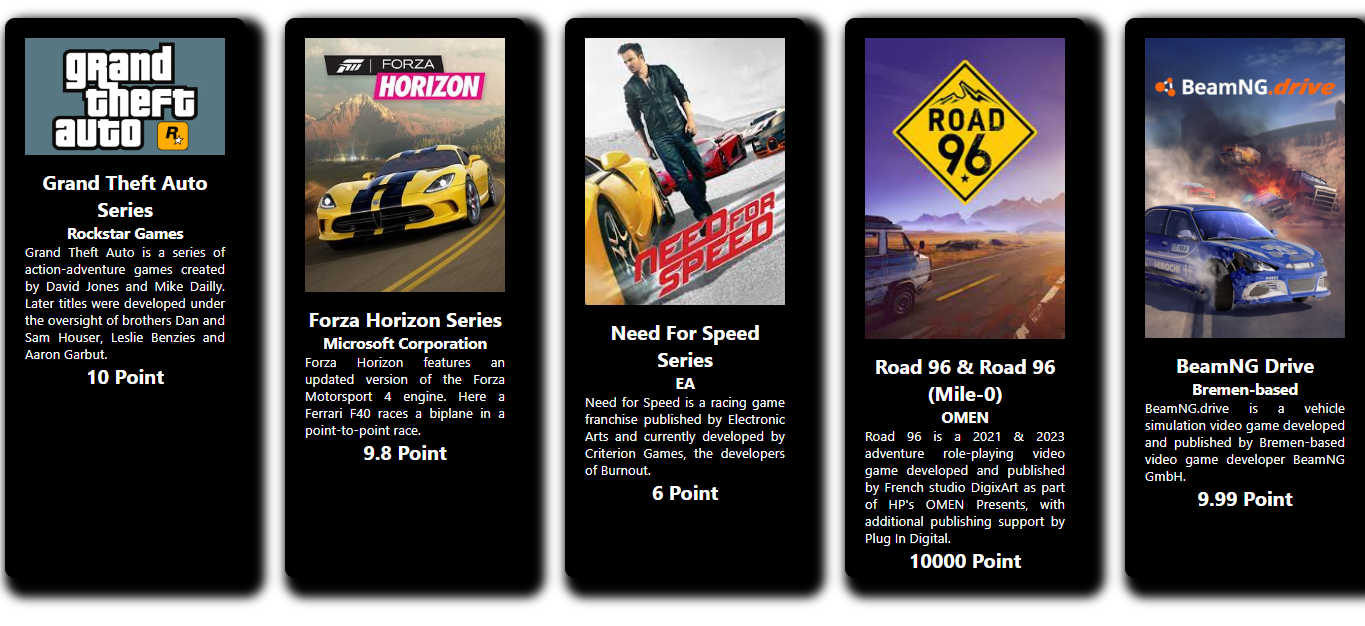 grand
theft
auto
R
Grand Theft Auto
Series
Rockstar Games
Grand Theft Auto is a series of
action-adventure games created
by David Jones and Mike Dailly.
Later titles were developed under
the oversight of brothers Dan and
Sam Houser, Leslie Benzies and
Aaron Garbut.
10 Point
FORZA
HORIZON
Forza Horizon Series
Microsoft Corporation
Forza Horizon features an
updated version of the Forza
Motorsport 4 engine. Here a
Ferrari F40 races a biplane in a
point-to-point race.
9.8 Point
NEED FOR
SPEED
Need For Speed
Series
EA
Need for Speed is a racing game
franchise published by Electronic
Arts and currently developed by
Criterion Games, the developers
of Burnout.
6 Point
ROAD
96
Road 96 & Road 96
(Mile-0)
OMEN
Road 96 is a 2021 & 2023
adventure role-playing video
game developed and published
by French studio DigixArt as part
of HP's OMEN Presents, with
additional publishing support by
Plug In Digital.
10000 Point
BeamNG.drive
HIROCHI
BeamNG Drive
Bremen-based
BeamNG.drive is a vehicle
simulation video game developed
and published by Bremen-based
video game developer BeamNG
GmbH.
9.99 Point